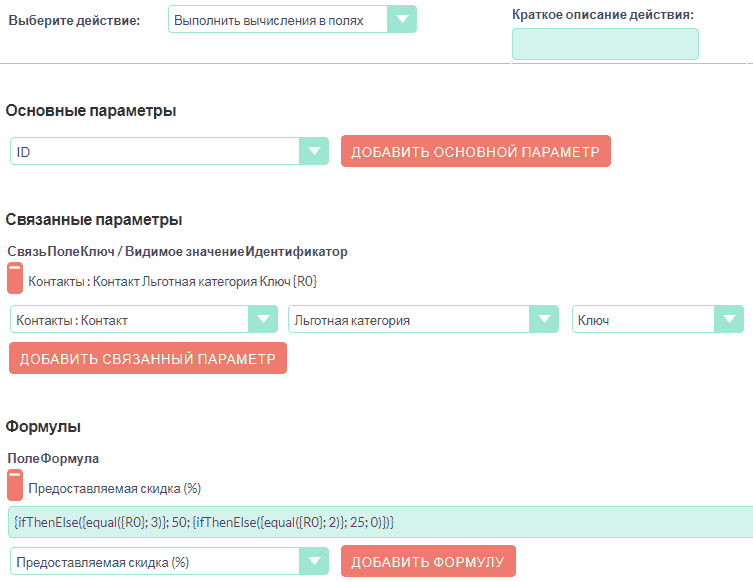 Выберите действие:
Выполнить вычисления в полях
Краткое описание действия:
Основные параметры
ID
ДОБАВИТЬ ОСНОВНОЙ ПАРАМЕТР
Связанные параметры
СвязьПолеКлюч / Видимое значениеИдентификатор
Контакты : Контакт Льготная категория Ключ {R0}
Контакты : Контакт
Льготная категория
Ключ
ДОБАВИТЬ СВЯЗАННЫЙ ПАРАМЕТР
Формулы
ПолеФормула
Предоставляемая скидка (%)
{ifThenElse({equal({R0}; 3)}; 50; {ifThenElse({equal({R0}; 2)}; 25; 0)})}
Предоставляемая скидка (%)
ДОБАВИТЬ ФОРМУЛУ